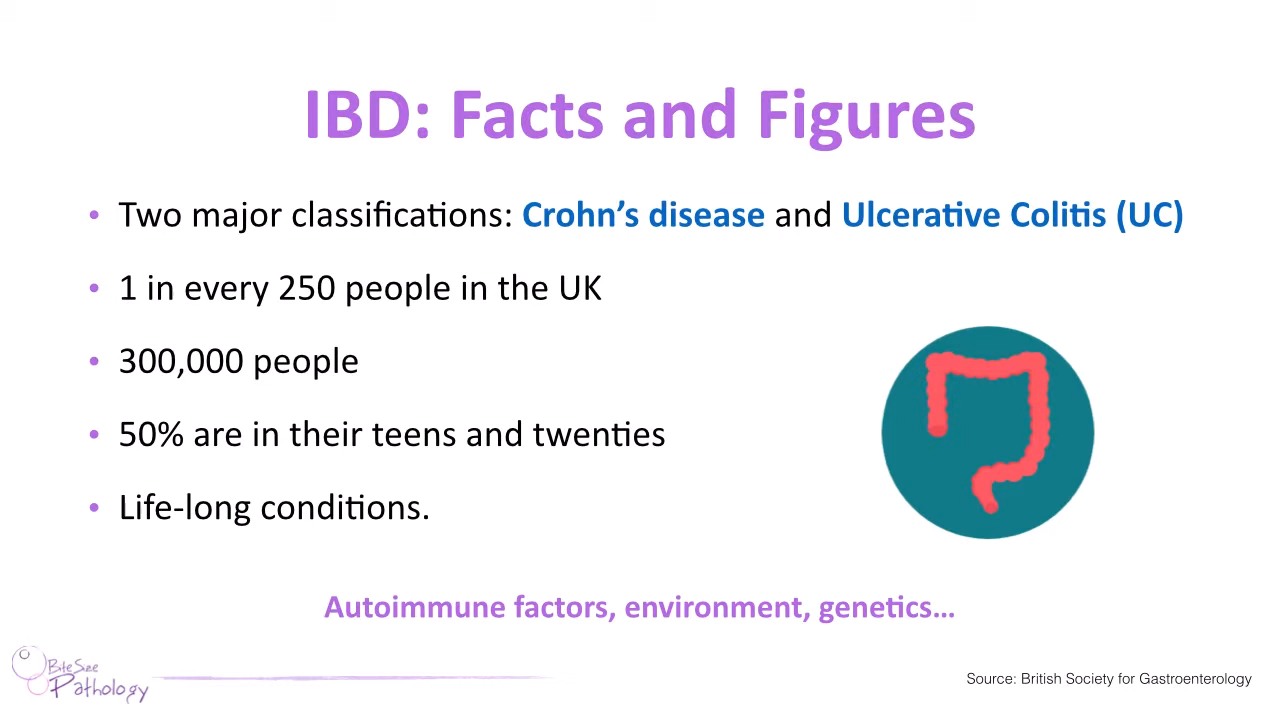 IBD: Facts and Figures
• Two major classifications: Crohn's disease and Ulcerative Colitis (UC)
• 1 in every 250 people in the UK
• 300,000 people
• 50% are in their teens and twenties
• Life-long conditions.
Autoimmune factors, environment, genetics…
Bite Size
Pathology
Source: British Society for Gastroenterology